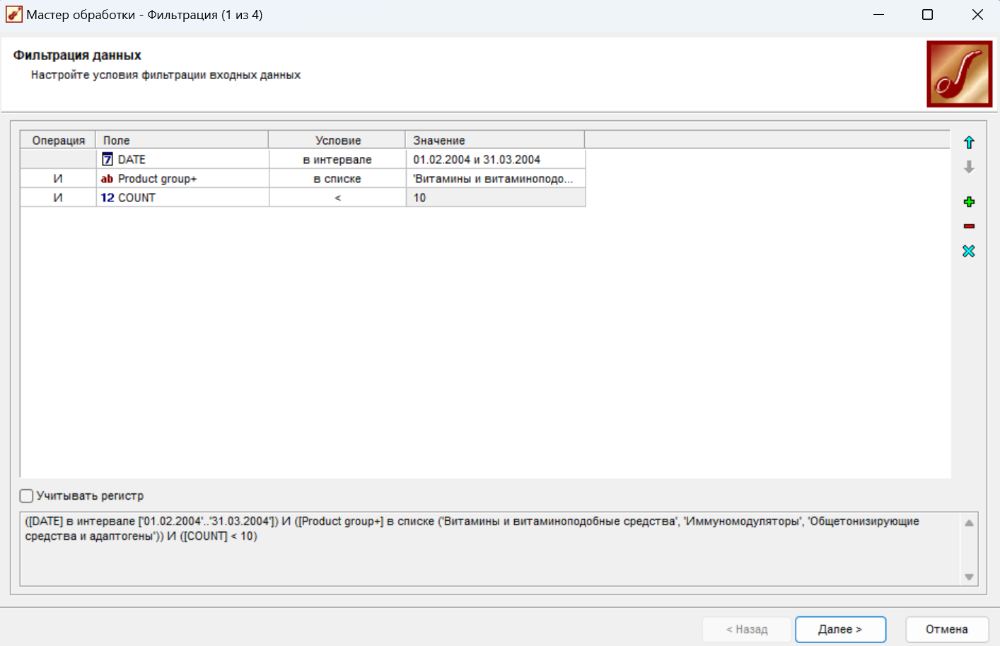 Мастер обработки - Фильтрация (1 из 4)
Фильтрация данных
Настройте условия фильтрации входных данных
Операция Поле Условие Значение
7 DATE в интервале 01.02.2004 и 31.03.2004
И ab Product group+ в списке 'Витамины и витаминоподо...
И 12 COUNT < 10
Учитывать регистр
([DATE] в интервале ['01.02.2004'..'31.03.2004']) И ([Product group+] в списке ('Витамины и витаминоподобные средства', 'Иммуномодуляторы', 'Общетонизирующие
средства и адаптогены')) И ([COUNT] < 10)
< Назад Далее > Отмена